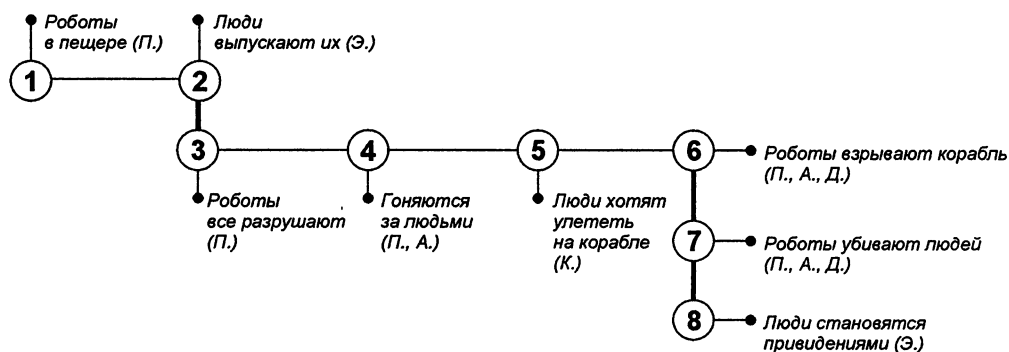 Роботы
в пещере (П.)
Люди
выпускают их (Э.)
1
2
3
4
5
6
Роботы взрывают корабль
(П., А., Д.)
Роботы
все разрушают
(П.)
Гоняются
за людьми
(П., А.)
Люди хотят
улететь
на корабле
(К.)
7
Роботы убивают людей
(П., А., Д.)
8
Люди становятся
привидениями (Э.)